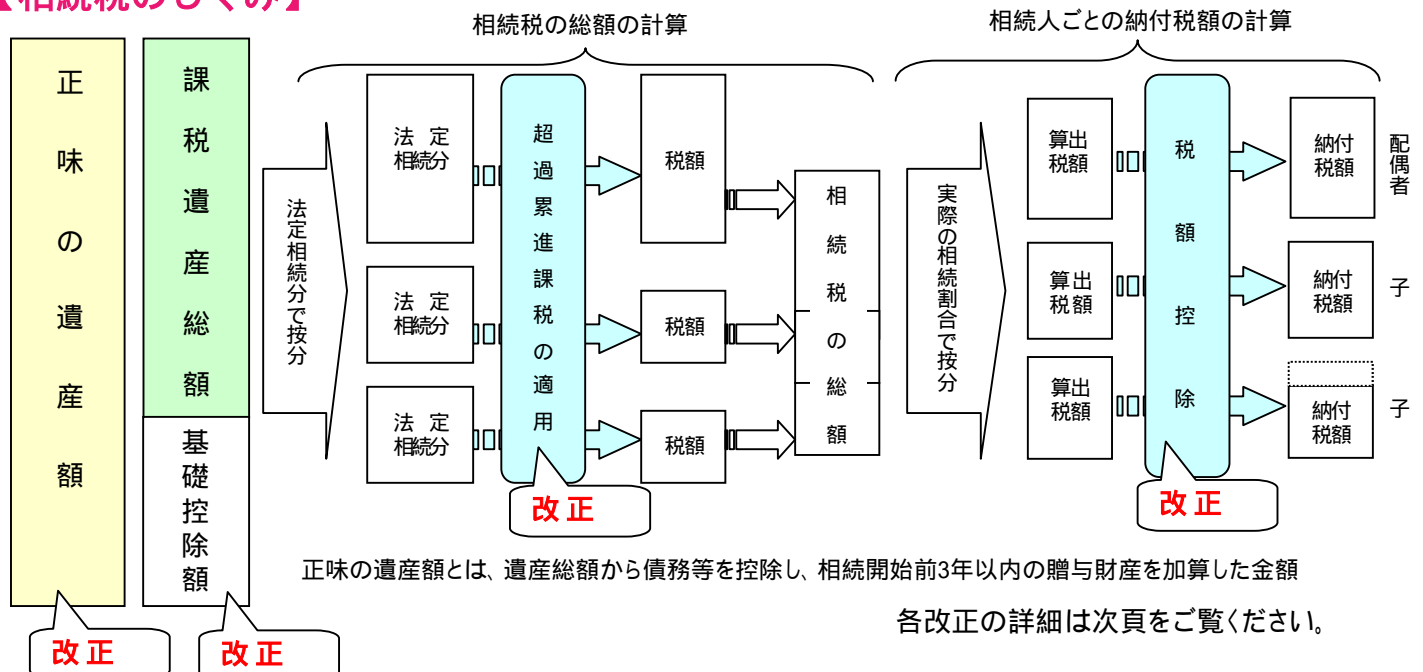 【相続税のしくみ】
正味の遺産額
課税遺産総額
基礎控除額
改正
改正
相続税の総額の計算
法定相続分で按分
法定
相続分
法定
相続分
法定
相続分
超過累進課税の適用
改正
税額
税額
税額
相続税の総額
相続人ごとの納付税額の計算
実際の相続割合で按分
算出
税額
算出
税額
算出
税額
税額控除
改正
納付
税額
配偶者
納付
税額
子
納付
税額
子
正味の遺産額とは、遺産総額から債務等を控除し、相続開始前3年以内の贈与財産を加算した金額
各改正の詳細は次頁をご覧ください。